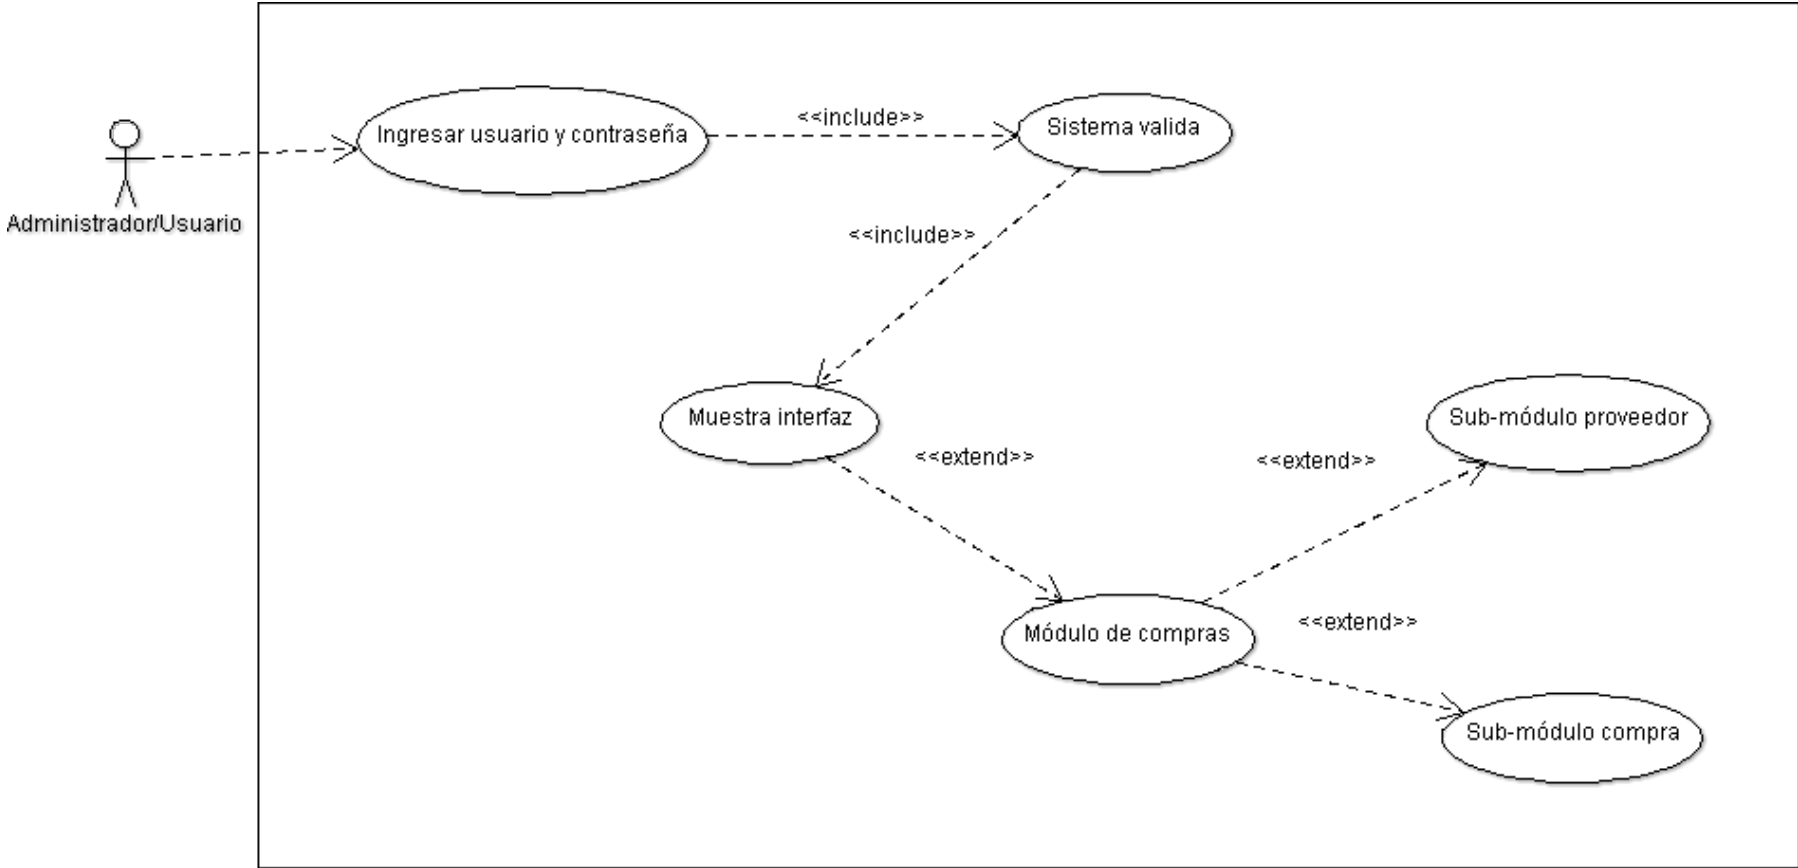 Ingresar usuario y contraseña
<<include>>
Sistema valida
Administrador/Usuario
<<include>>
Muestra interfaz
<<extend>>
<<extend>>
Sub-módulo proveedor
Módulo de compras
<<extend>>
Sub-módulo compra